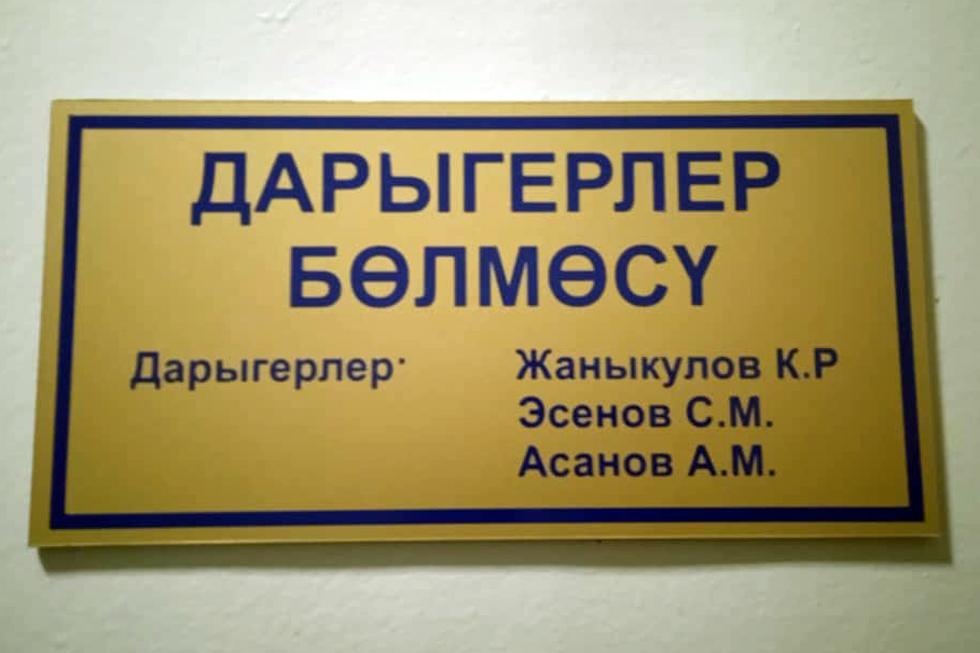 ДАРЫГЕРЛЕР
БӨЛМӨСҮ
Дарыгерлер· Жаныкулов К.Р
Эсенов С.М.
Асанов А.М.